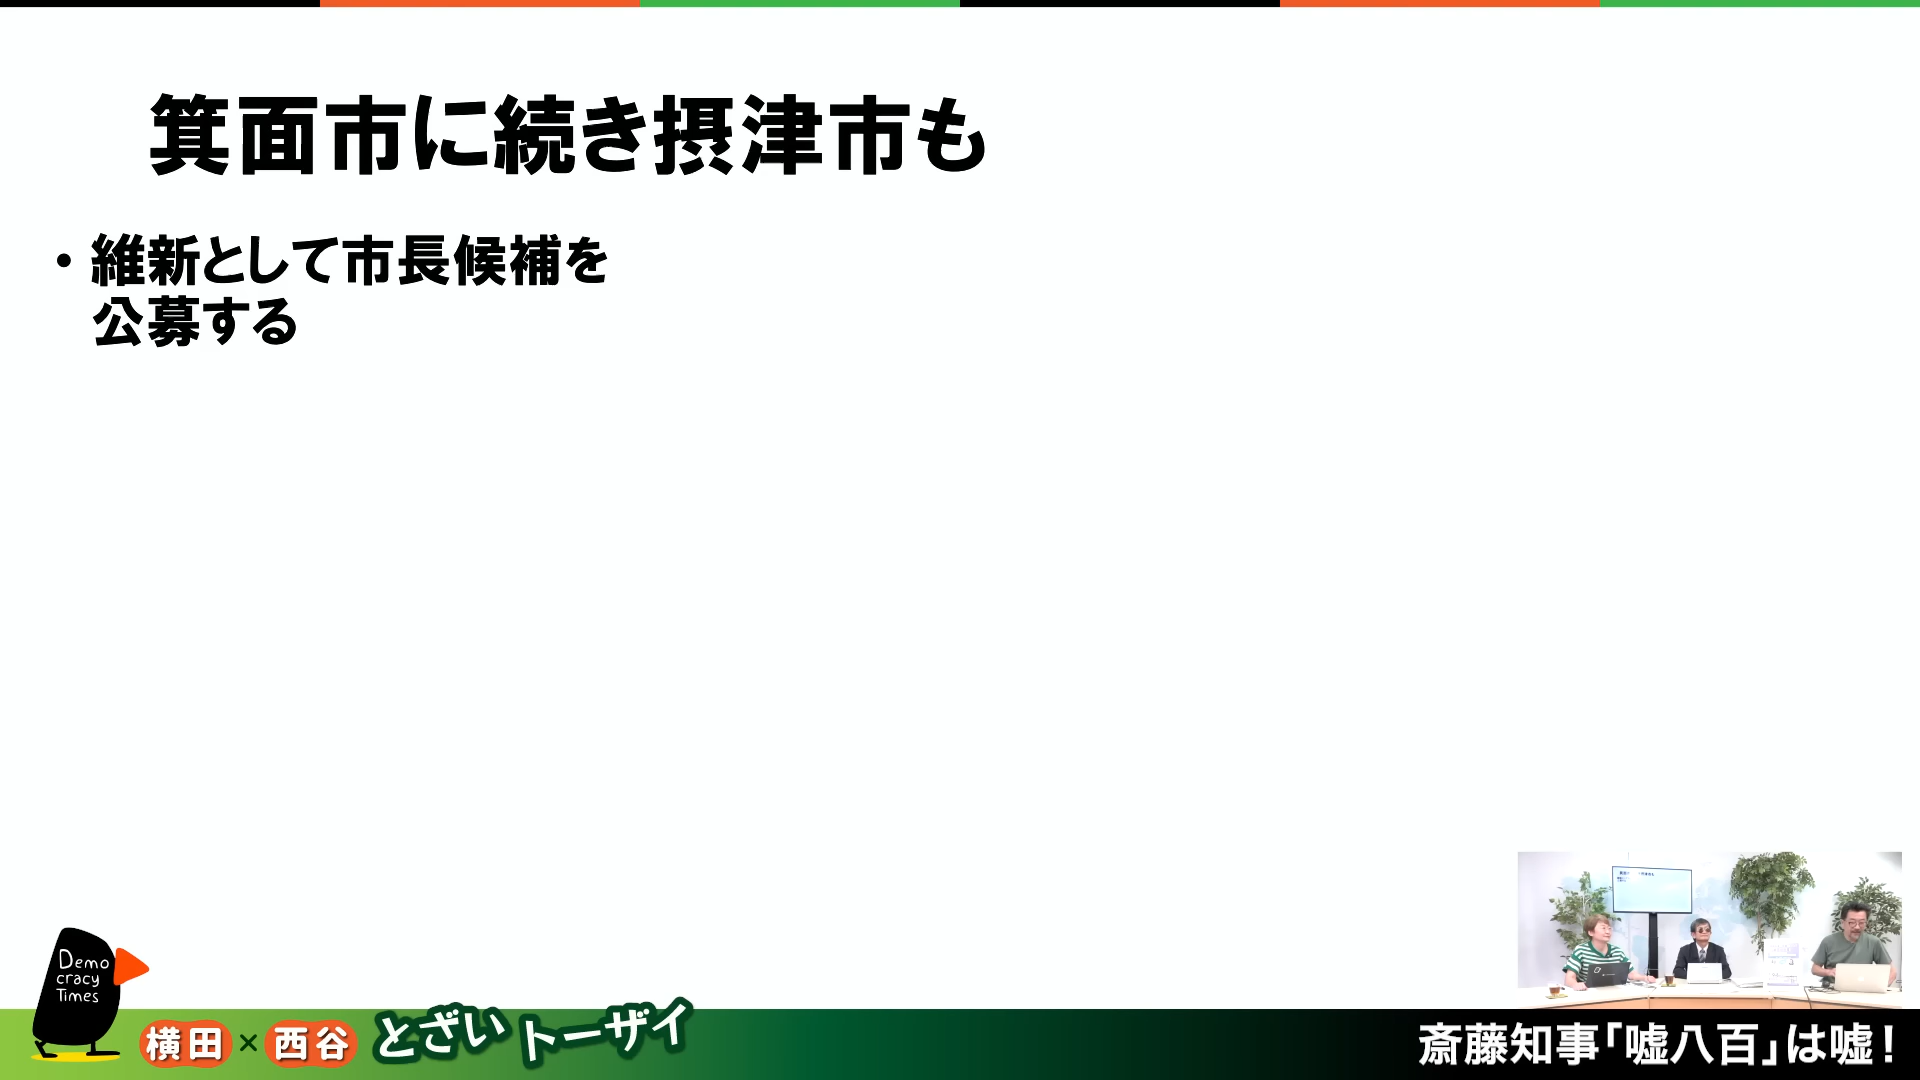 箕面市に続き摂津市も
・維新として市長候補を
公募する
Demo
cracy
Times
横田×西谷 とざいトーザイ
斎藤知事「嘘八百」は嘘!